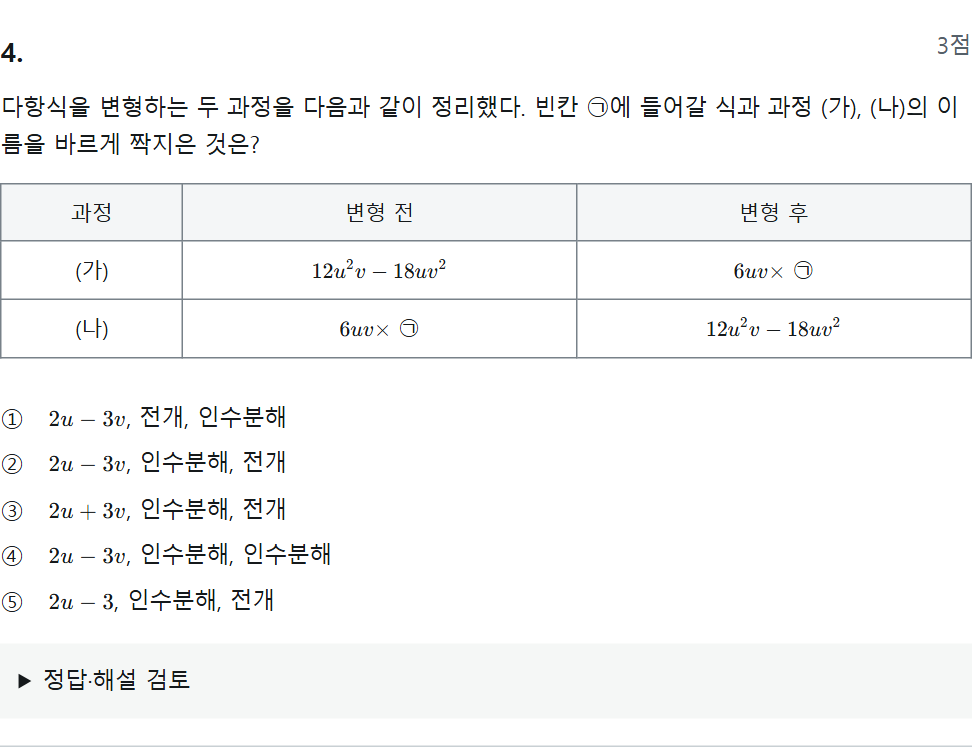 3점
4.
다항식을 변형하는 두 과정을 다음과 같이 정리했다. 빈칸 ㉠에 들어갈 식과 과정 (가), (나)의 이
름을 바르게 짝지은 것은?
과정 변형 전 변형 후
(가) 12u²v − 18uv² 6uv× ㉠
(나) 6uv× ㉠ 12u²v − 18uv²
① 2u − 3v, 전개, 인수분해
② 2u − 3v, 인수분해, 전개
③ 2u + 3v, 인수분해, 전개
④ 2u − 3v, 인수분해, 인수분해
⑤ 2u − 3, 인수분해, 전개
▶ 정답·해설 검토